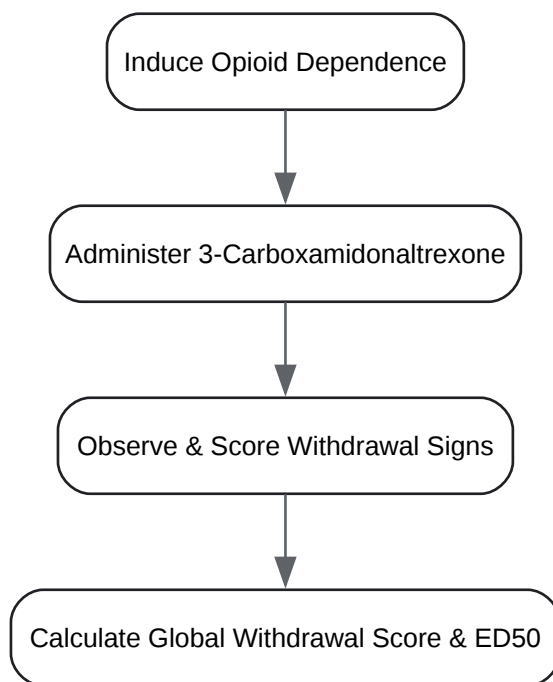 Induce Opioid Dependence
Administer 3-Carboxamidonaltrexone
Observe & Score Withdrawal Signs
Calculate Global Withdrawal Score & ED50